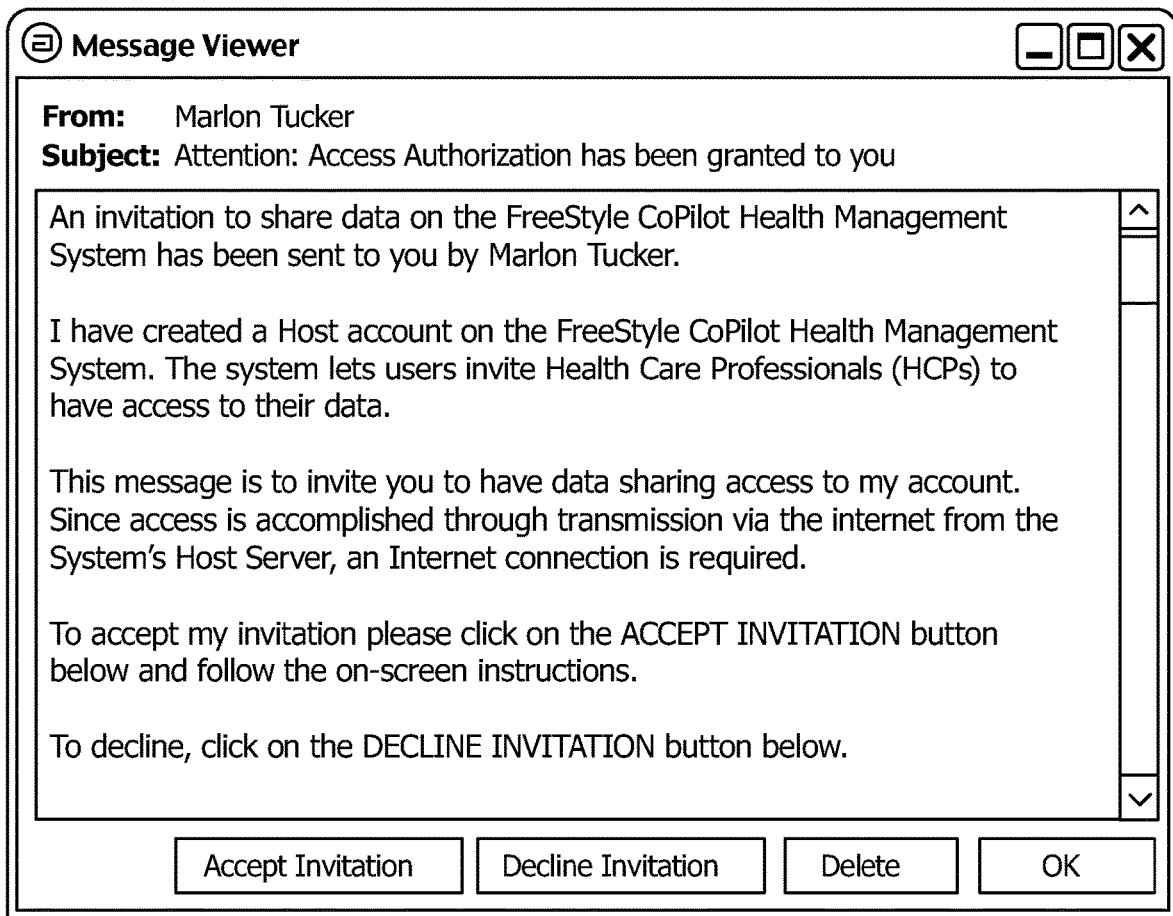 Message Viewer
From: Marlon Tucker
Subject: Attention: Access Authorization has been granted to you
An invitation to share data on the FreeStyle CoPilot Health Management
System has been sent to you by Marlon Tucker.
I have created a Host account on the FreeStyle CoPilot Health Management
System. The system lets users invite Health Care Professionals (HCPs) to
have access to their data.
This message is to invite you to have data sharing access to my account.
Since access is accomplished through transmission via the internet from the
System's Host Server, an Internet connection is required.
To accept my invitation please click on the ACCEPT INVITATION button
below and follow the on-screen instructions.
To decline, click on the DECLINE INVITATION button below.
Accept Invitation Decline Invitation Delete OK